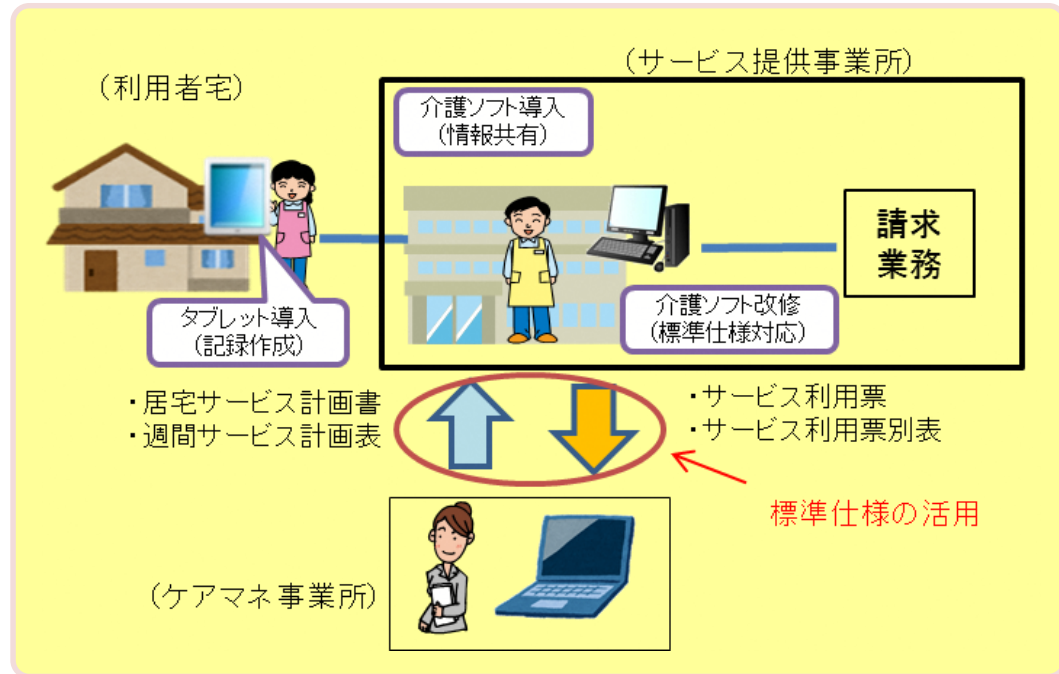 （利用者宅）
（サービス提供事業所）
介護ソフト導入
（情報共有）
請求
業務
タブレット導入
（記録作成）
介護ソフト改修
（標準仕様対応）
・居宅サービス計画書
・週間サービス計画表
・サービス利用票
・サービス利用票別表
標準仕様の活用
（ケアマネ事業所）